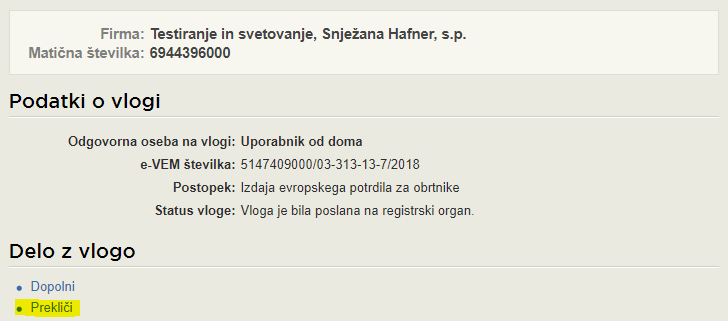 Firma: Testiranje in svetovanje, Snježana Hafner, s.p.
Matična številka: 6944396000
Podatki o vlogi
Odgovorna oseba na vlogi: Uporabnik od doma
e-VEM številka: 5147409000/03-313-13-7/2018
Postopek: Izdaja evropskega potrdila za obrtnike
Status vloge: Vloga je bila poslana na registrski organ.
Delo z vlogo
Dopolni
Prekliči